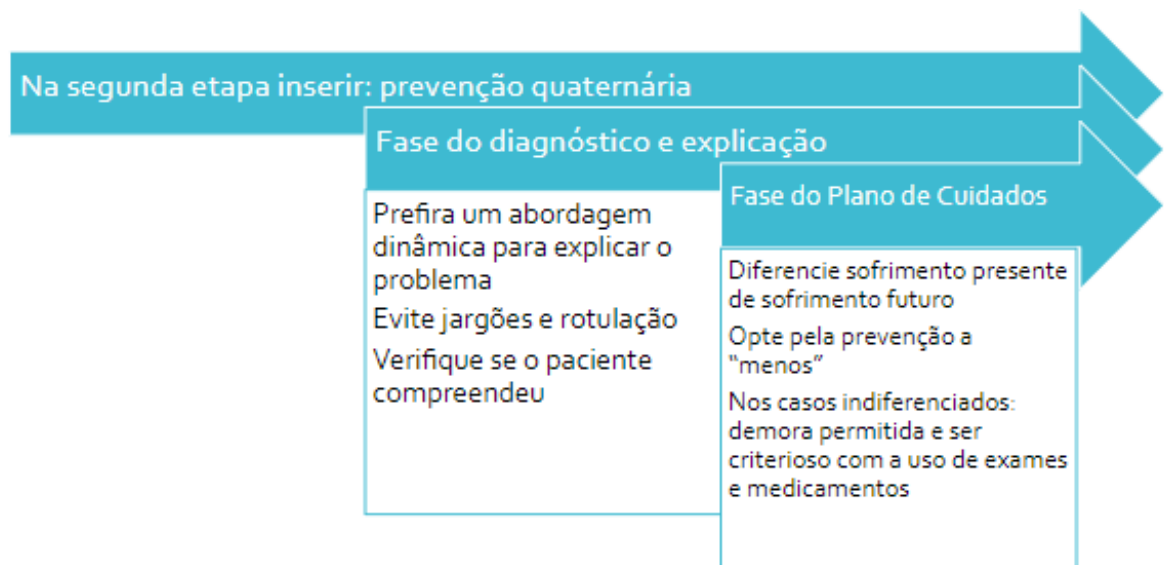 Na segunda etapa inserir: prevenção quaternária
Fase do diagnóstico e explicação
Prefira um abordagem
dinâmica para explicar o
problema
Evite jargões e rotulação
Verifique se o paciente
compreendeu
Fase do Plano de Cuidados
Diferencie sofrimento presente
de sofrimento futuro
Opte pela prevenção a
“menos”
Nos casos indiferenciados:
demora permitida e ser
criterioso com a uso de exames
e medicamentos